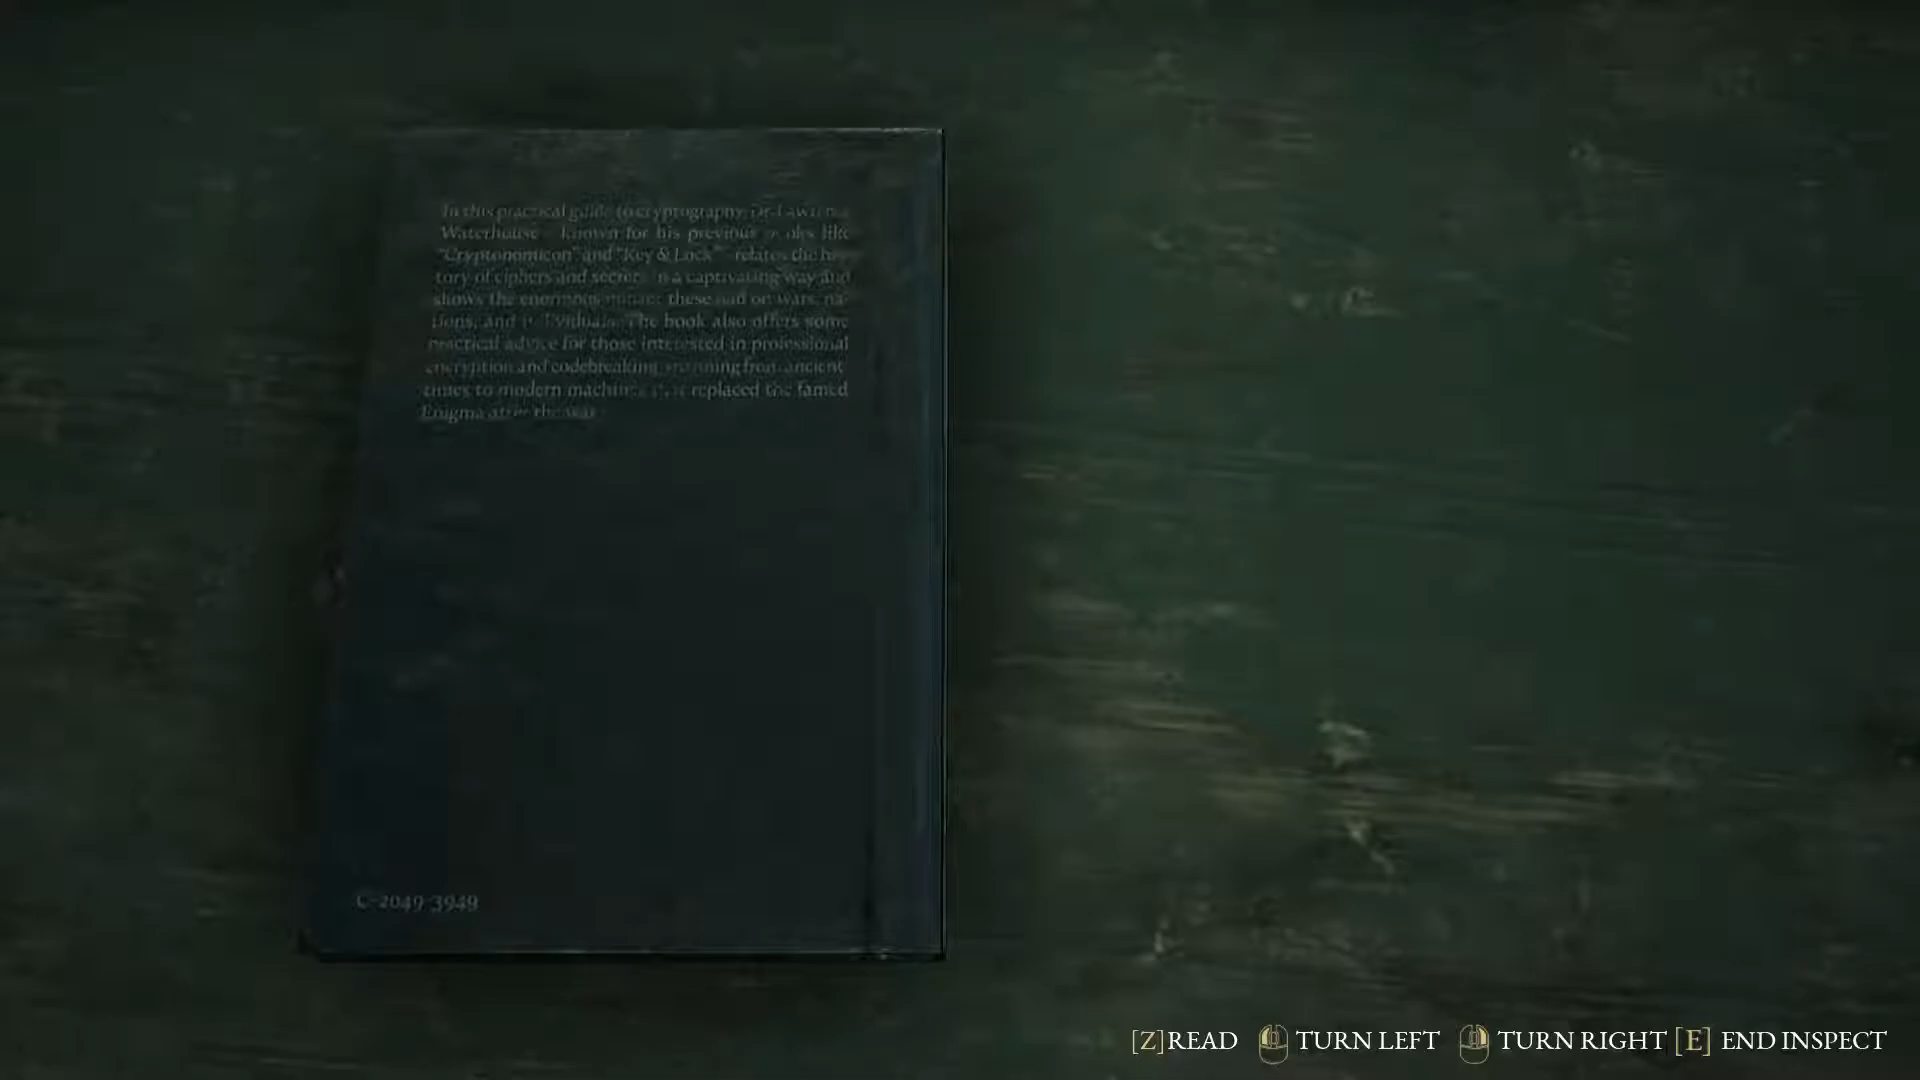 In this practical guide to cryptography, Dr.
Waterhouse – known for his previous books like
"Cryptonomicon" and "Key & Lock" – relates the his-
tory of ciphers and secrets in a captivating way and
shows the enormous impact these had on wars, na-
tions, and individuals. The book also offers some
practical advice for those interested in professional
encryption and codebreaking, from ancient
times to modern machines that replaced the famed
Enigma after the war.
C-2049-3949
[Z] READ TURN LEFT TURN RIGHT [E] END INSPECT